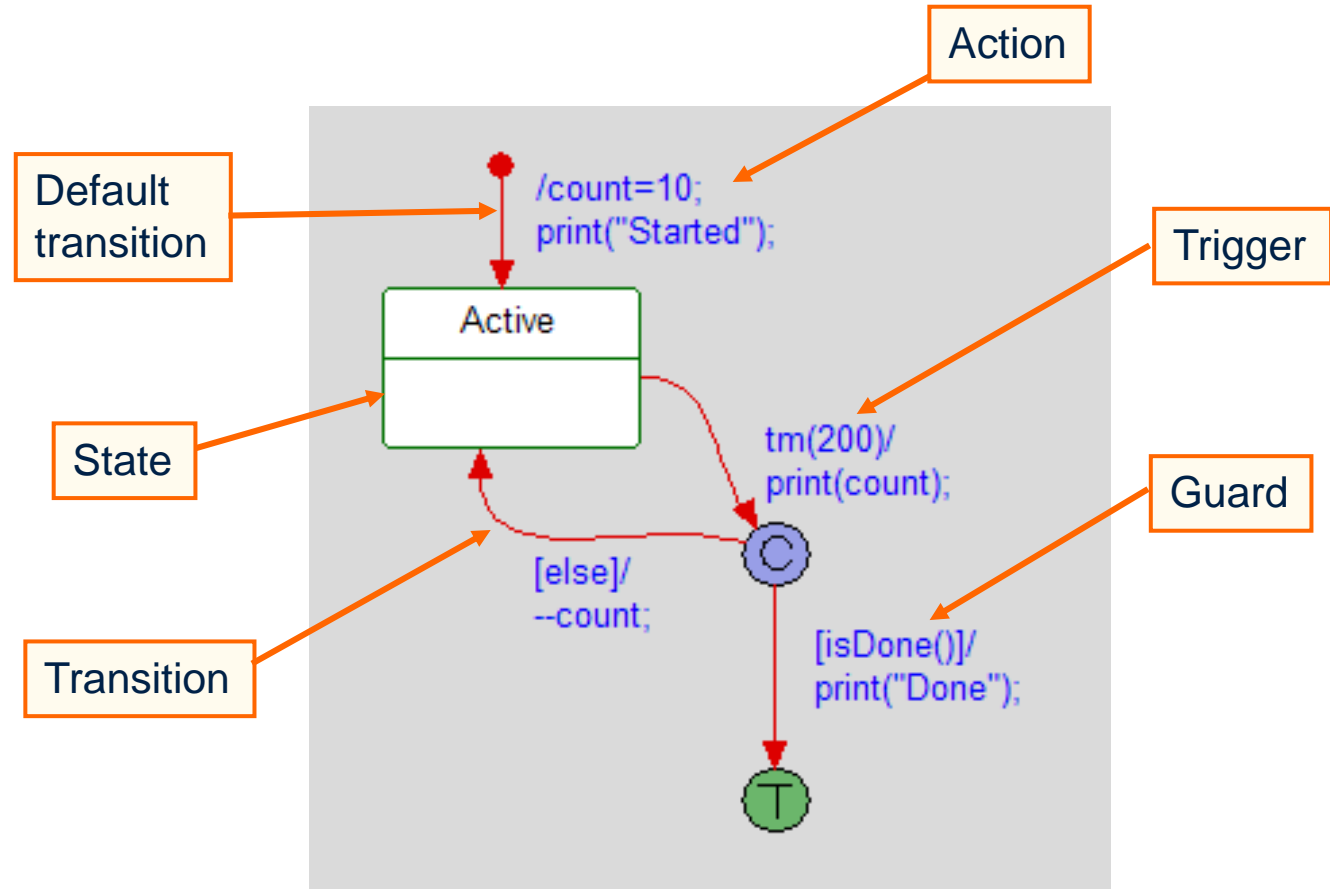 Action
Default
transition
/count=10;
print("Started");
Trigger
Active
State
tm(200)/
print(count);
Guard
C
[else]/
--count;
[isDone()]/
print("Done");
Transition
T